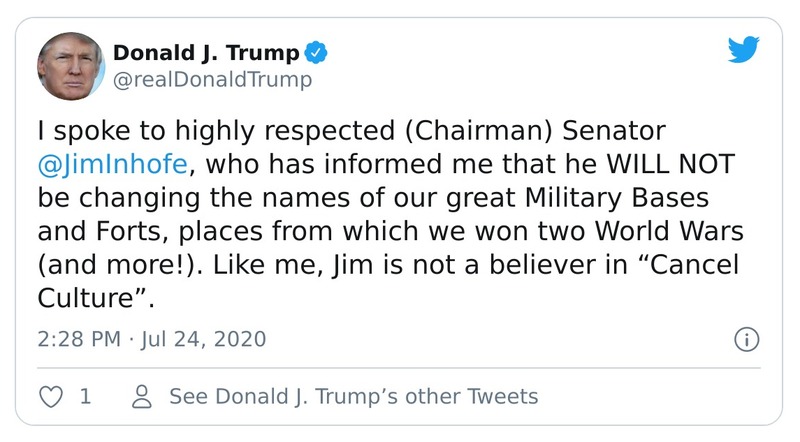 Donald J. Trump
@realDonaldTrump
I spoke to highly respected (Chairman) Senator
@JimInhofe, who has informed me that he WILL NOT
be changing the names of our great Military Bases
and Forts, places from which we won two World Wars
(and more!). Like me, Jim is not a believer in “Cancel
Culture”.
2:28 PM · Jul 24, 2020
1 See Donald J. Trump’s other Tweets